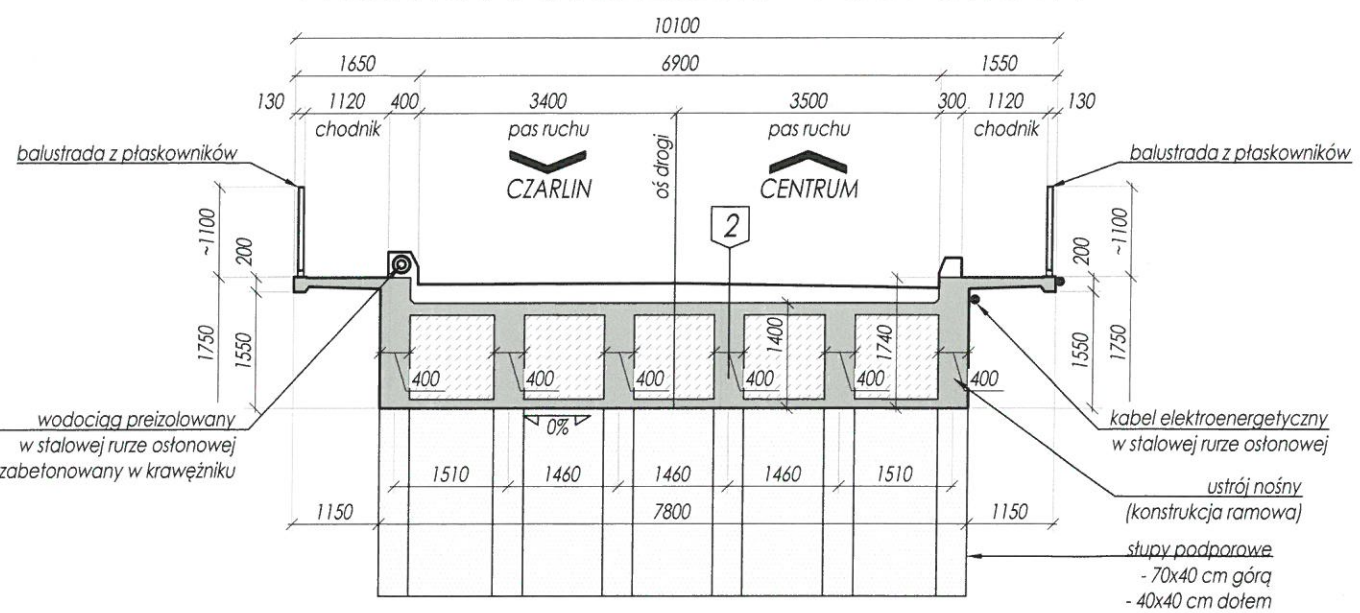 10100
1650 6900 1550
130 1120 400 3400 3500 300 1120 130
chodnik pas ruchu pas ruchu chodnik
balustrada z płaskowników
CZARLIN
oś drogi
CENTRUM
balustrada z płaskowników
2
~1100
200
1750
1550
1400
1740
~1100
200
1550
1750
400 400 400 400 400 400
0%
wodociąg preizolowany
w stalowej rurze osłonowej
zabetonowany w krawężniku
kabel elektroenergetyczny
w stalowej rurze osłonowej
1510 1460 1460 1460 1510
ustrój nośny
(konstrukcja ramowa)
1150 7800 1150
słupy podporowe
- 70x40 cm górą
- 40x40 cm dołem